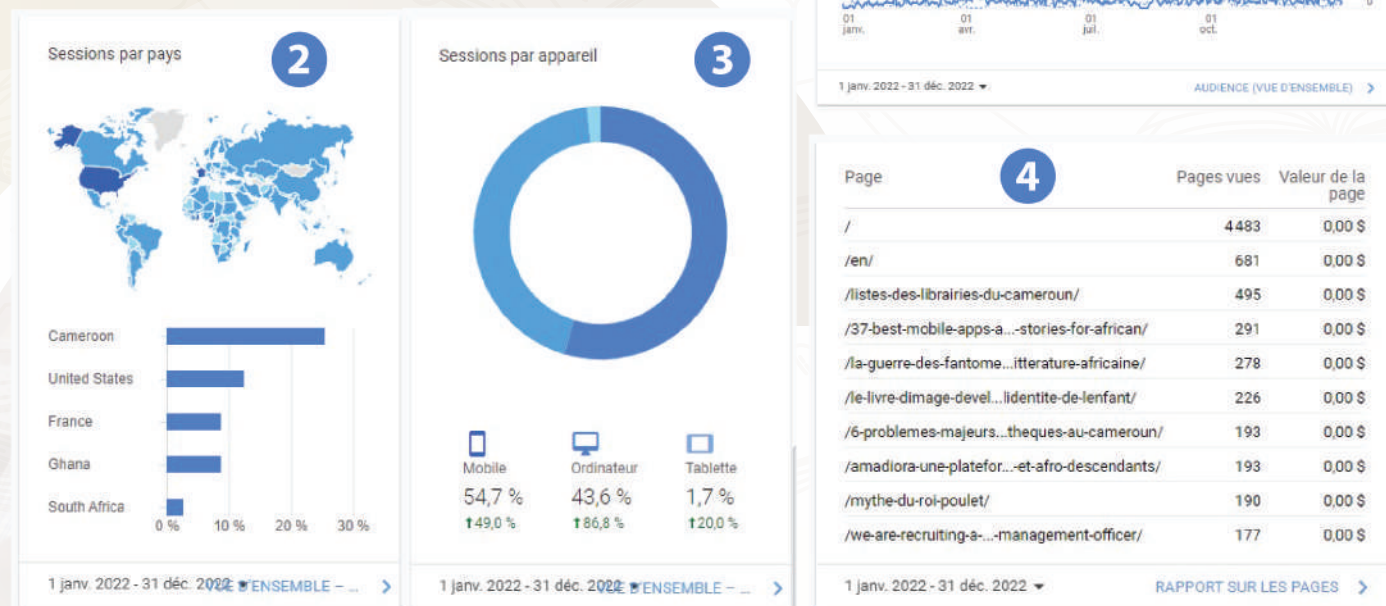 Sessions par pays
2
Cameroon
United States
France
Ghana
South Africa
0 % 10 % 20 % 30 %
1 janv. 2022 - 31 déc. 2022 VUE D'ENSEMBLE – ...
Sessions par appareil
3
Mobile Ordinateur Tablette
54,7 % 43,6 % 1,7 %
49,0 % 86,8 % 20,0 %
1 janv. 2022 - 31 déc. 2022 VUE D'ENSEMBLE – ...
0
01 01 01 01
janv. avr. juil. oct.
1 janv. 2022 - 31 déc. 2022 AUDIENCE (VUE D'ENSEMBLE)
4
Page Pages vues Valeur de la
page
/ 4 483 0,00 $
/en/ 681 0,00 $
/listes-des-librairies-du-cameroun/ 495 0,00 $
/37-best-mobile-apps-a...-stories-for-african/ 291 0,00 $
/la-guerre-des-fantome...itterature-africaine/ 278 0,00 $
/le-livre-dimage-devel...lidentite-de-lenfant/ 226 0,00 $
/6-problemes-majeurs...theques-au-cameroun/ 193 0,00 $
/amadiora-une-platefor...-et-afro-descendants/ 193 0,00 $
/mythe-du-roi-poulet/ 190 0,00 $
/we-are-recruiting-a-...-management-officer/ 177 0,00 $
1 janv. 2022 - 31 déc. 2022 RAPPORT SUR LES PAGES